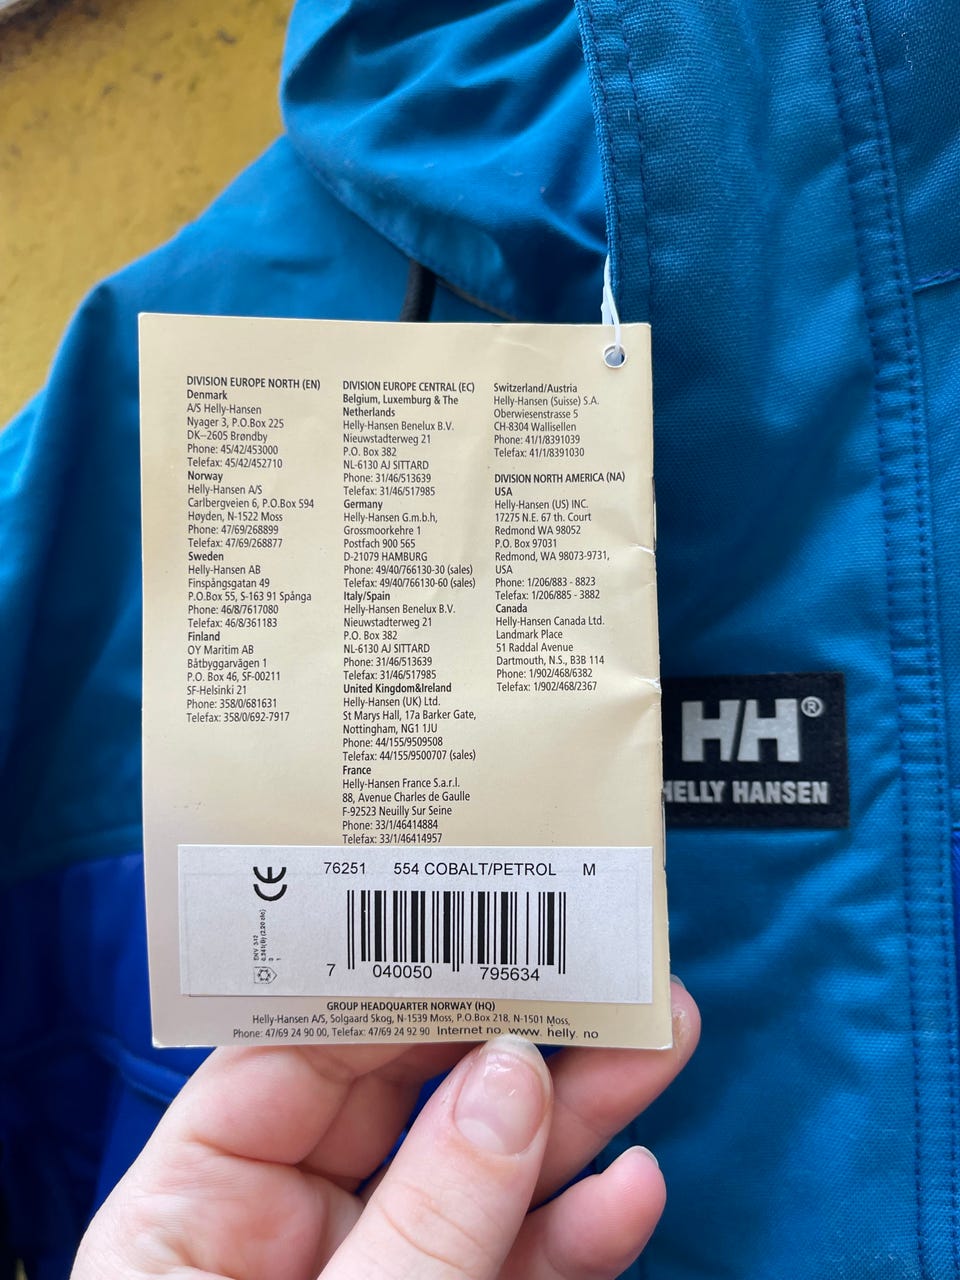 DIVISION EUROPE NORTH (EN)
Denmark
A/S Helly-Hansen
Nyager 3, P.O.Box 225
DK–2605 Brøndby
Phone: 45/42/453000
Telefax: 45/42/452710
Norway
Helly-Hansen A/S
Carlbergveien 6, P.O.Box 594
Høyden, N-1522 Moss
Phone: 47/69/268899
Telefax: 47/69/268877
Sweden
Helly-Hansen AB
Finspångsgatan 49
P.O.Box 55, S-163 91 Spånga
Phone: 46/8/7617080
Telefax: 46/8/361183
Finland
OY Maritim AB
Båtbyggarvägen 1
P.O. Box 46, SF-00211
SF-Helsinki 21
Phone: 358/0/681631
Telefax: 358/0/692-7917
DIVISION EUROPE CENTRAL (EC)
Belgium, Luxemburg & The
Netherlands
Helly-Hansen Benelux B.V.
Nieuwstadterweg 21
P.O. Box 382
NL-6130 AJ SITTARD
Phone: 31/46/513639
Telefax: 31/46/517985
Germany
Helly-Hansen G.m.b,h,
Grossmoorkehre 1
Postfach 900 565
D-21079 HAMBURG
Phone: 49/40/766130-30 (sales)
Telefax: 49/40/766130-60 (sales)
Italy/Spain
Helly-Hansen Benelux B.V.
Nieuwstadterweg 21
P.O. Box 382
NL-6130 AJ SITTARD
Phone: 31/46/513639
Telefax: 31/46/517985
United Kingdom&Ireland
Helly-Hansen (UK) Ltd.
St Marys Hall, 17a Barker Gate,
Nottingham, NG1 1JU
Phone: 44/155/9509508
Telefax: 44/155/9500707 (sales)
France
Helly-Hansen France S.a.r.l.
88, Avenue Charles de Gaulle
F-92523 Neuilly Sur Seine
Phone: 33/1/46414884
Telefax: 33/1/46414957
Switzerland/Austria
Helly-Hansen (Suisse) S.A.
Oberwiesenstrasse 5
CH-8304 Wallisellen
Phone: 41/1/8391039
Telefax: 41/1/8391030
DIVISION NORTH AMERICA (NA)
USA
Helly-Hansen (US) INC.
17275 N.E. 67 th. Court
Redmond WA 98052
P.O. Box 97031
Redmond, WA 98073-9731,
USA
Phone: 1/206/883 - 8823
Telefax: 1/206/885 - 3882
Canada
Helly-Hansen Canada Ltd.
Landmark Place
51 Raddal Avenue
Dartmouth, N.S., B3B 114
Phone: 1/902/468/6382
Telefax: 1/902/468/2367
CE
76251 554 COBALT/PETROL M
7 040050 795634
GROUP HEADQUARTER NORWAY (HQ)
Helly-Hansen A/S, Solgaard Skog, N-1539 Moss, P.O.Box 218, N-1501 Moss,
Phone: 47/69 24 90 00, Telefax: 47/69 24 92 90 Internet no. www. helly. no
HH®
HELLY HANSEN